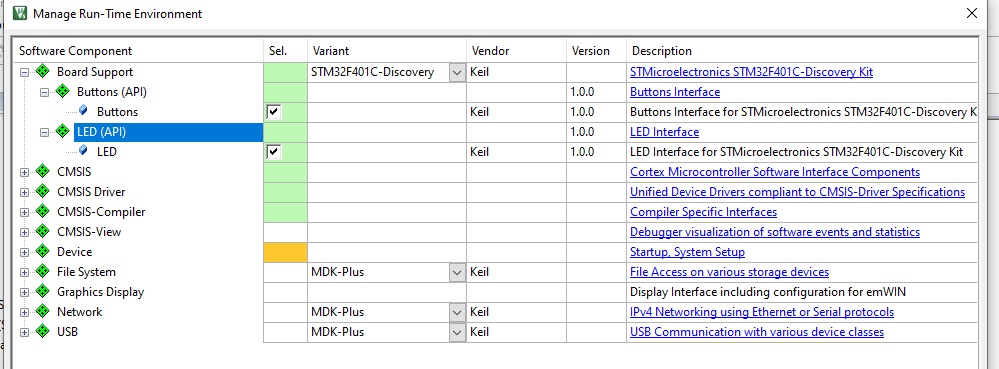 Manage Run-Time Environment
Software Component Sel. Variant Vendor Version Description
Board Support STM32F401C-Discovery Keil STMicroelectronics STM32F401C-Discovery Kit
Buttons (API) 1.0.0 Buttons Interface
Buttons Keil 1.0.0 Buttons Interface for STMicroelectronics STM32F401C-Discovery K
LED (API) 1.0.0 LED Interface
LED Keil 1.0.0 LED Interface for STMicroelectronics STM32F401C-Discovery Kit
CMSIS Cortex Microcontroller Software Interface Components
CMSIS Driver Unified Device Drivers compliant to CMSIS-Driver Specifications
CMSIS-Compiler Compiler Specific Interfaces
CMSIS-View Debugger visualization of software events and statistics
Device Startup, System Setup
File System MDK-Plus Keil File Access on various storage devices
Graphics Display Display Interface including configuration for emWIN
Network MDK-Plus Keil IPv4 Networking using Ethernet or Serial protocols
USB MDK-Plus Keil USB Communication with various device classes